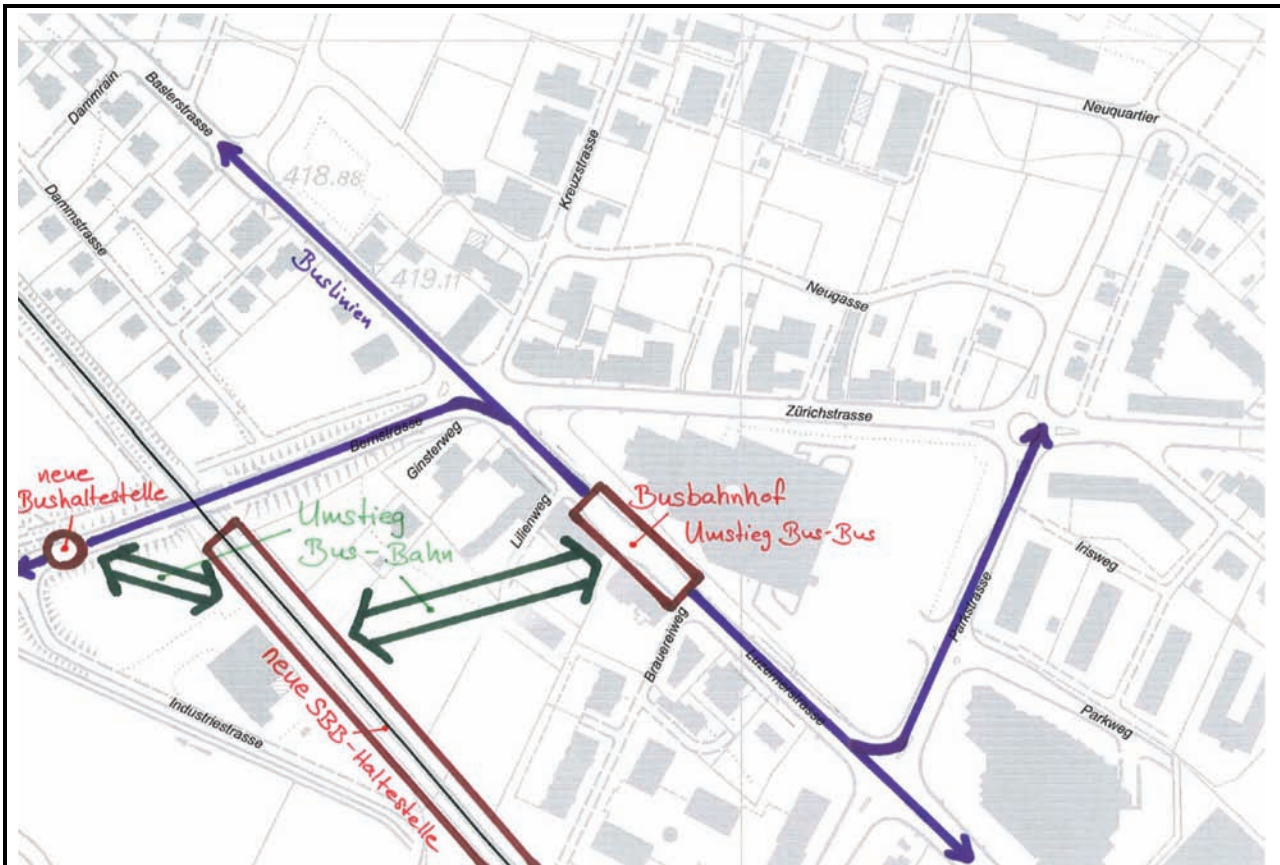 Dammrain
Baslerstrasse
Neuquartier
Kreuzstrasse
418.88
Dammstrasse
Buslinien
419.11
Neugasse
Zürichstrasse
Bernstrasse
Ginsterweg
neue
Bushaltestelle
Umstieg
Bus-Bahn
Lilienweg
Busbahnhof
Umstieg Bus-Bus
Irisweg
Parkstrasse
Brauereiweg
Luzernerstrasse
neue SBB-Haltestelle
Industriestrasse
Parkweg